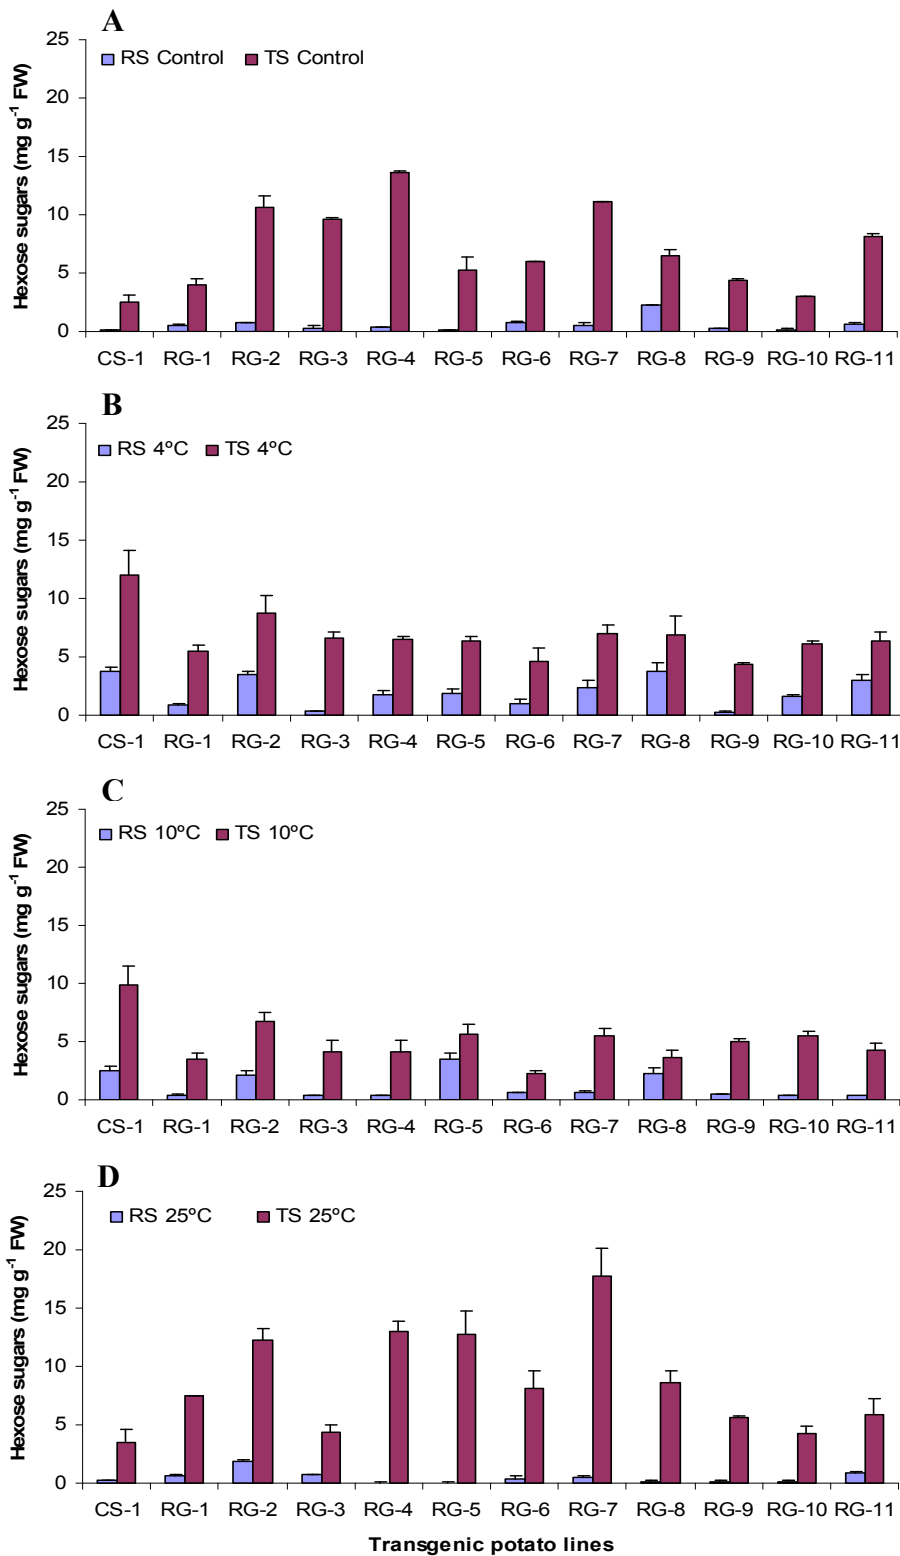 A
Hexose sugars (mg g-1 FW)
RS Control TS Control
25
20
15
10
5
0
CS-1 RG-1 RG-2 RG-3 RG-4 RG-5 RG-6 RG-7 RG-8 RG-9 RG-10 RG-11
B
Hexose sugars (mg g-1 FW)
RS 4ºC TS 4ºC
25
20
15
10
5
0
CS-1 RG-1 RG-2 RG-3 RG-4 RG-5 RG-6 RG-7 RG-8 RG-9 RG-10 RG-11
C
Hexose sugars (mg g-1 FW)
RS 10ºC TS 10ºC
25
20
15
10
5
0
CS-1 RG-1 RG-2 RG-3 RG-4 RG-5 RG-6 RG-7 RG-8 RG-9 RG-10 RG-11
D
Hexose sugars (mg g-1 FW)
RS 25ºC TS 25ºC
25
20
15
10
5
0
CS-1 RG-1 RG-2 RG-3 RG-4 RG-5 RG-6 RG-7 RG-8 RG-9 RG-10 RG-11
Transgenic potato lines